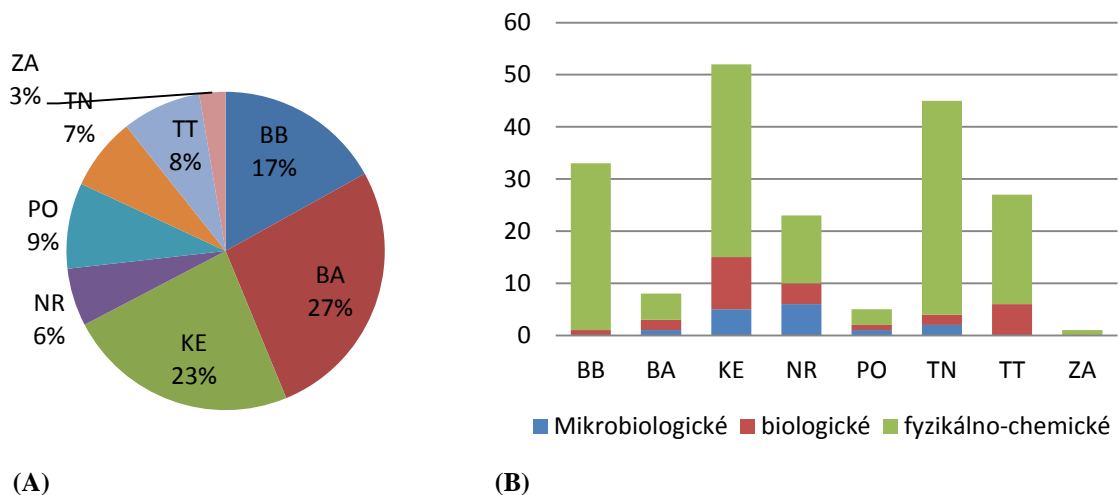 ZA
3%
TN
7%
TT
8%
BB
17%
PO
9%
BA
27%
NR
6%
KE
23%
(A)
60
50
40
30
20
10
0
BB BA KE NR PO TN TT ZA
Mikrobiologické biologické fyzikálno-chemické
(B)